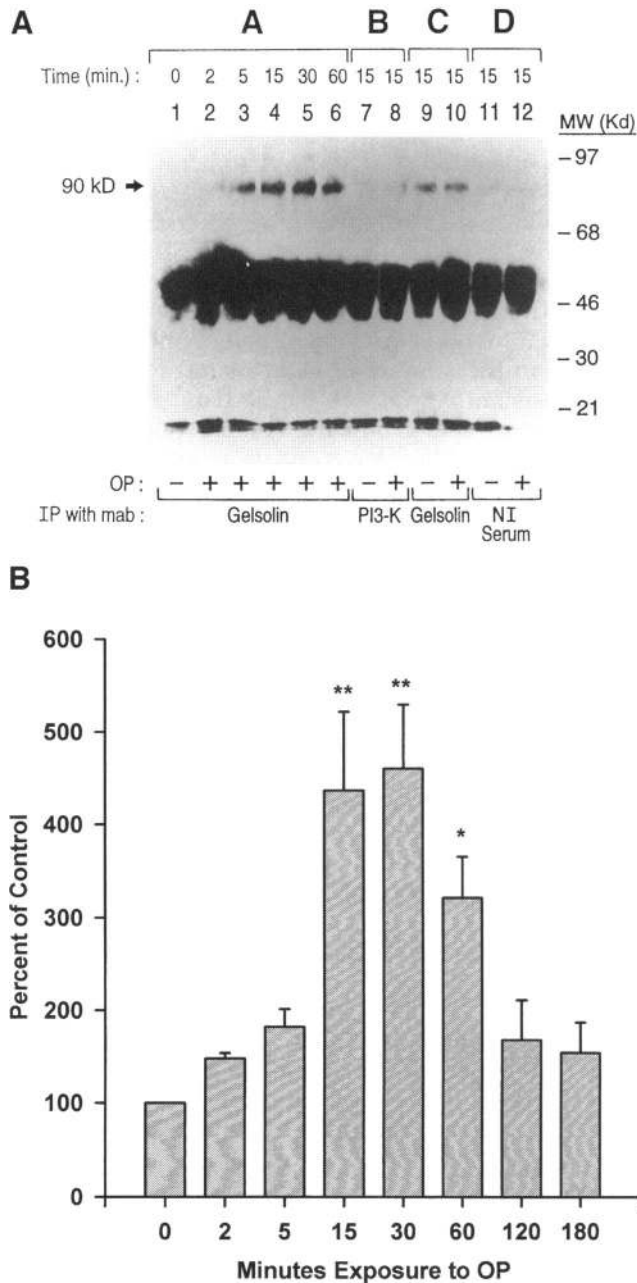 A
A B C D
Time (min.) : 0 2 5 15 30 60 15 15 15 15 15 15
1 2 3 4 5 6 7 8 9 10 11 12 MW (Kd)
– 97
90 kD
– 68
– 46
– 30
– 21
OP : – + + + + + – + – + – +
IP with mab : Gelsolin PI3-K Gelsolin NI
Serum
B
600
** **
500
400
*
300
200
100
0
Percent of Control
0 2 5 15 30 60 120 180
Minutes Exposure to OP